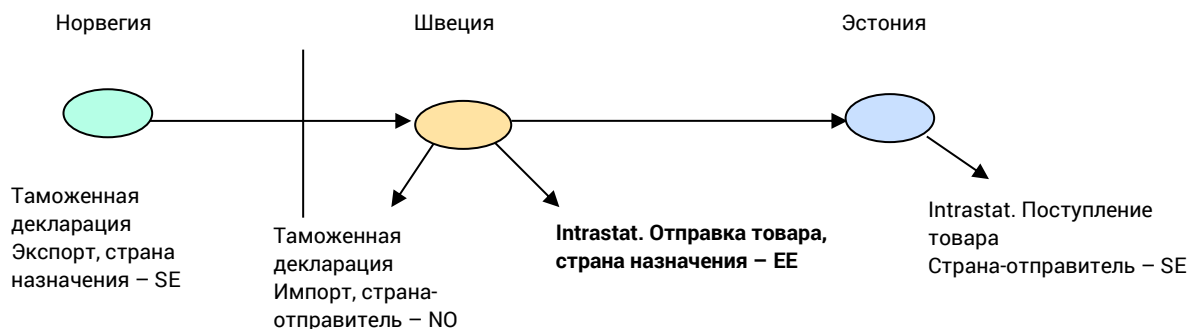 Норвегия
Швеция
Эстония
Таможенная
декларация
Экспорт, страна
назначения – SE
Таможенная
декларация
Импорт, страна-
отправитель – NO
Intrastat. Отправка товара,
страна назначения – EE
Intrastat. Поступление
товара
Страна-отправитель – SE